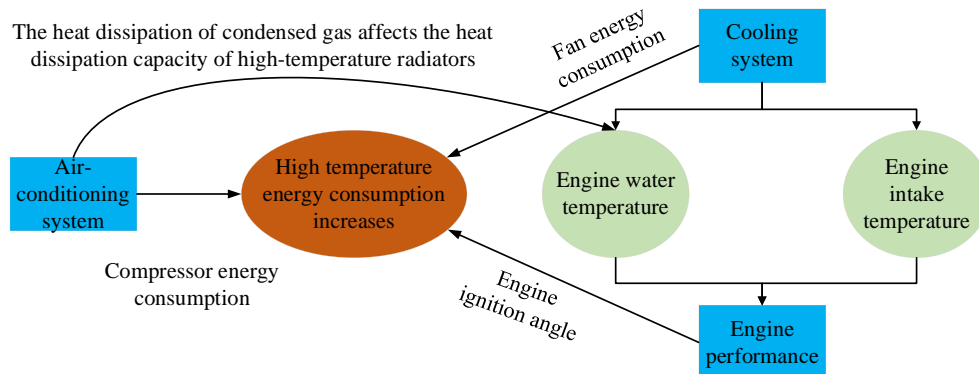 The heat dissipation of condensed gas affects the heat
dissipation capacity of high-temperature radiators
Fan energy
consumption
Cooling
system
Air-
conditioning
system
High temperature
energy consumption
increases
Engine water
temperature
Engine
intake
temperature
Compressor energy
consumption
Engine
ignition angle
Engine
performance